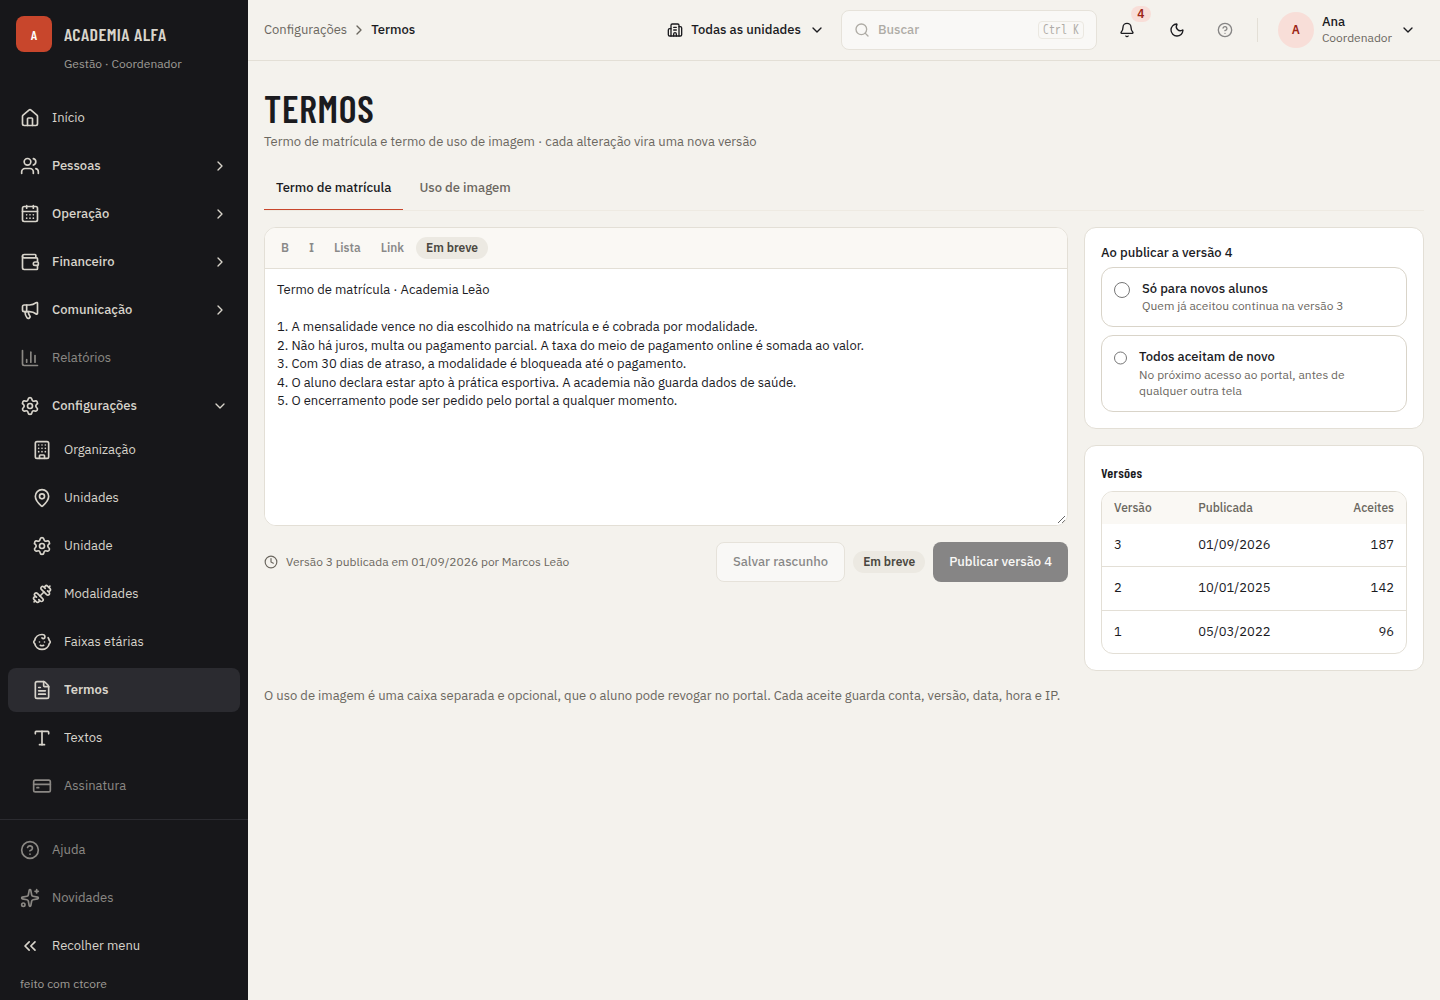 A
ACADEMIA ALFA
Gestão · Coordenador
Início
Pessoas
Operação
Financeiro
Comunicação
Relatórios
Configurações
Organização
Unidades
Unidade
Modalidades
Faixas etárias
Termos
Textos
Assinatura
Ajuda
Novidades
Recolher menu
feito com ctcore
Configurações > Termos
Todas as unidades
Buscar
Ctrl K
4
A
Ana
Coordenador
TERMOS
Termo de matrícula e termo de uso de imagem · cada alteração vira uma nova versão
Termo de matrícula
Uso de imagem
B I Lista Link Em breve
Termo de matrícula · Academia Leão
1. A mensalidade vence no dia escolhido na matrícula e é cobrada por modalidade.
2. Não há juros, multa ou pagamento parcial. A taxa do meio de pagamento online é somada ao valor.
3. Com 30 dias de atraso, a modalidade é bloqueada até o pagamento.
4. O aluno declara estar apto à prática esportiva. A academia não guarda dados de saúde.
5. O encerramento pode ser pedido pelo portal a qualquer momento.
Versão 3 publicada em 01/09/2026 por Marcos Leão
Salvar rascunho
Em breve
Publicar versão 4
Ao publicar a versão 4
Só para novos alunos
Quem já aceitou continua na versão 3
Todos aceitam de novo
No próximo acesso ao portal, antes de
qualquer outra tela
Versões
Versão Publicada Aceites
3 01/09/2026 187
2 10/01/2025 142
1 05/03/2022 96
O uso de imagem é uma caixa separada e opcional, que o aluno pode revogar no portal. Cada aceite guarda conta, versão, data, hora e IP.